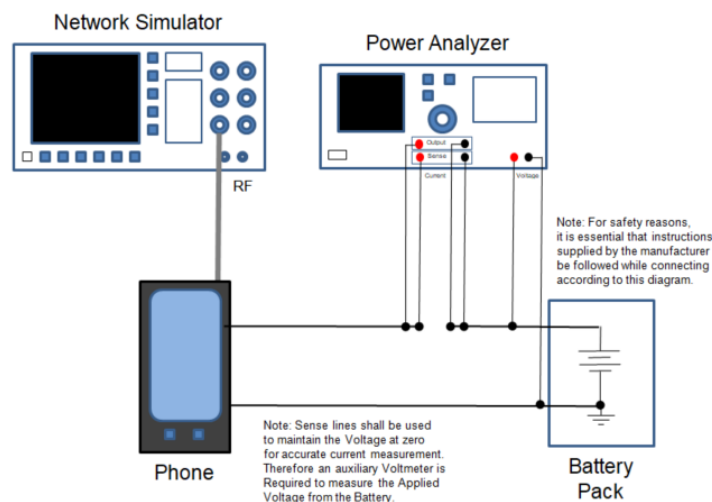 Network Simulator
Power Analyzer
Output
Sense
Current
Voltage
RF
Note: For safety reasons,
it is essential that instructions
supplied by the manufacturer
be followed while connecting
according to this diagram.
Note: Sense lines shall be used
to maintain the Voltage at zero
for accurate current measurement.
Therefore an auxiliary Voltmeter is
Required to measure the Applied
Voltage from the Battery.
Phone
Battery
Pack